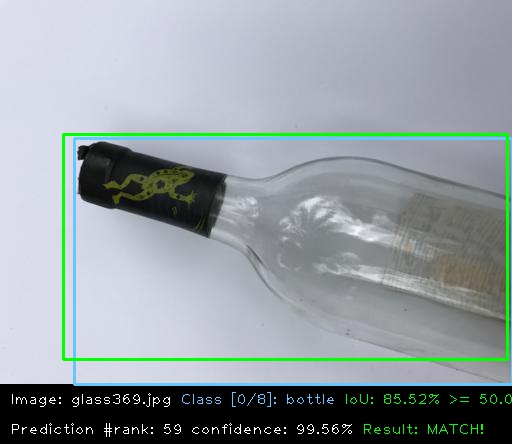 Image: glass369.jpg Class [0/8]: bottle IoU: 85.52% >= 50.0
Prediction #rank: 59 confidence: 99.56% Result: MATCH!